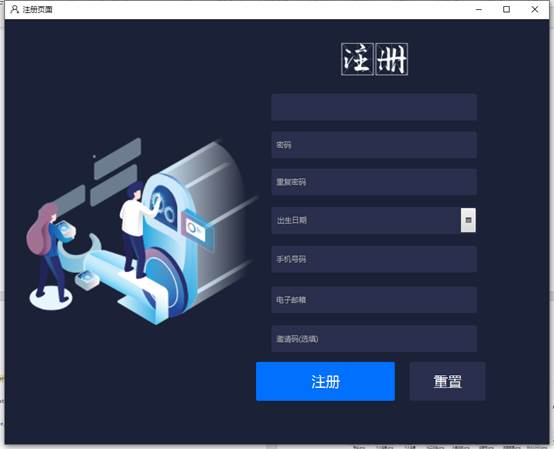 注册页面
注册
密码
重复密码
出生日期
手机号码
电子邮箱
邀请码(选填)
注册
重置